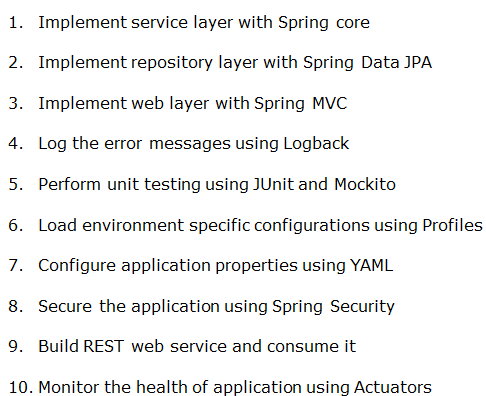 1. Implement service layer with Spring core
2. Implement repository layer with Spring Data JPA
3. Implement web layer with Spring MVC
4. Log the error messages using Logback
5. Perform unit testing using JUnit and Mockito
6. Load environment specific configurations using Profiles
7. Configure application properties using YAML
8. Secure the application using Spring Security
9. Build REST web service and consume it
10. Monitor the health of application using Actuators